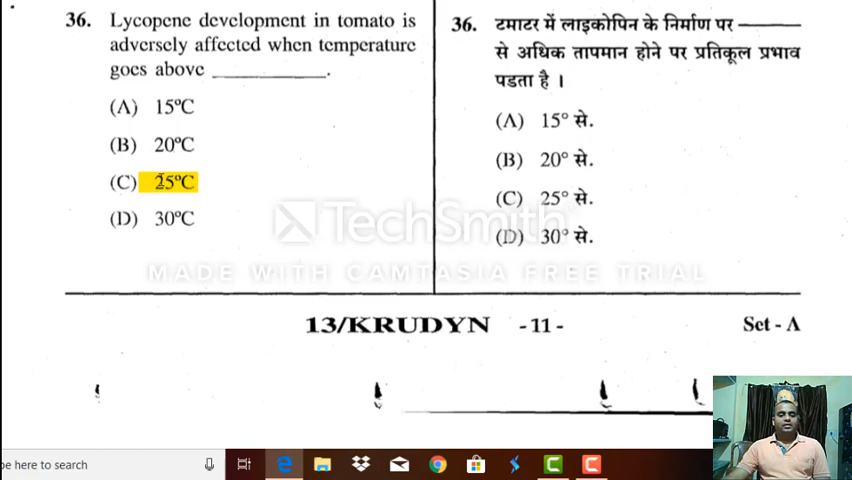 36. Lycopene development in tomato is
adversely affected when temperature
goes above ____________.
(A) 15ºC
(B) 20ºC
(C) 25ºC
(D) 30ºC
36. टमाटर में लाइकोपिन के निर्माण पर ————
से अधिक तापमान होने पर प्रतिकूल प्रभाव
पडता है ।
(A) 15° से.
(B) 20° से.
(C) 25° से.
(D) 30° से.
TechSmith
MADE WITH CAMTASIA FREE TRIAL
13/KRUDYN -11- Set - A
pe here to search